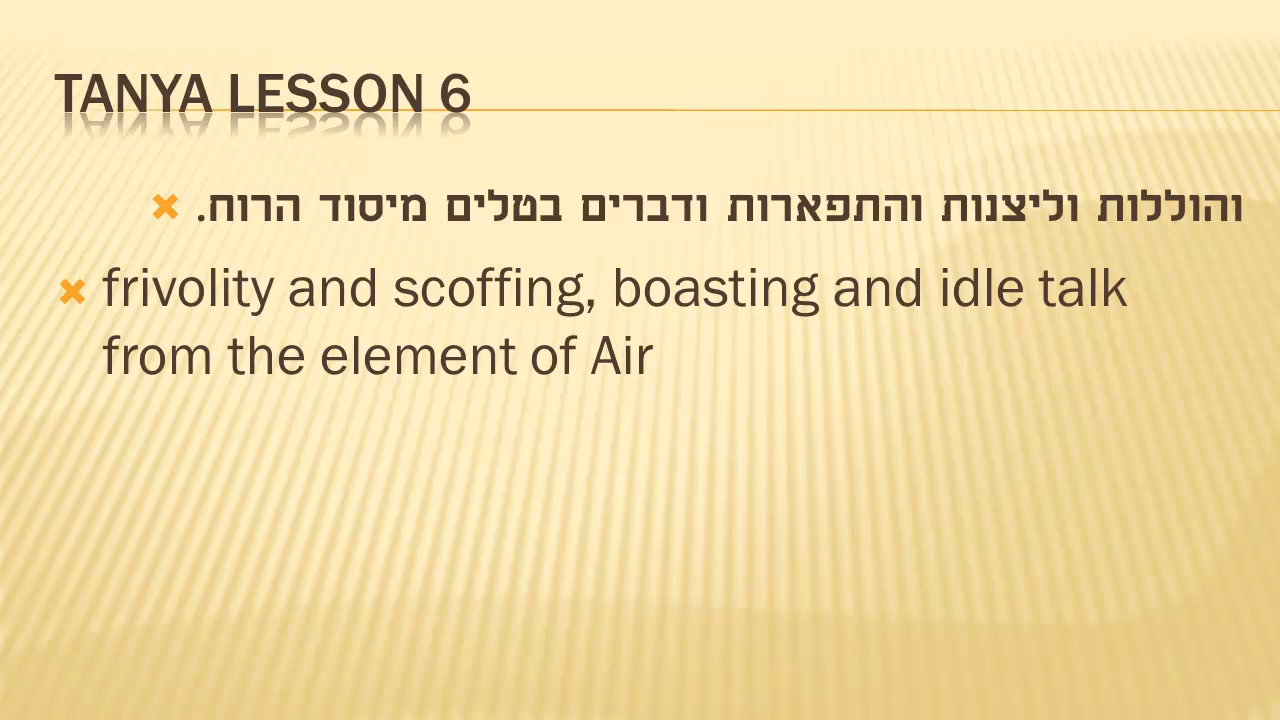 TANYA LESSON 6
והוללות וליצנות והתפארות ודברים בטלים מיסוד הרוח.
frivolity and scoffing, boasting and idle talk
from the element of Air